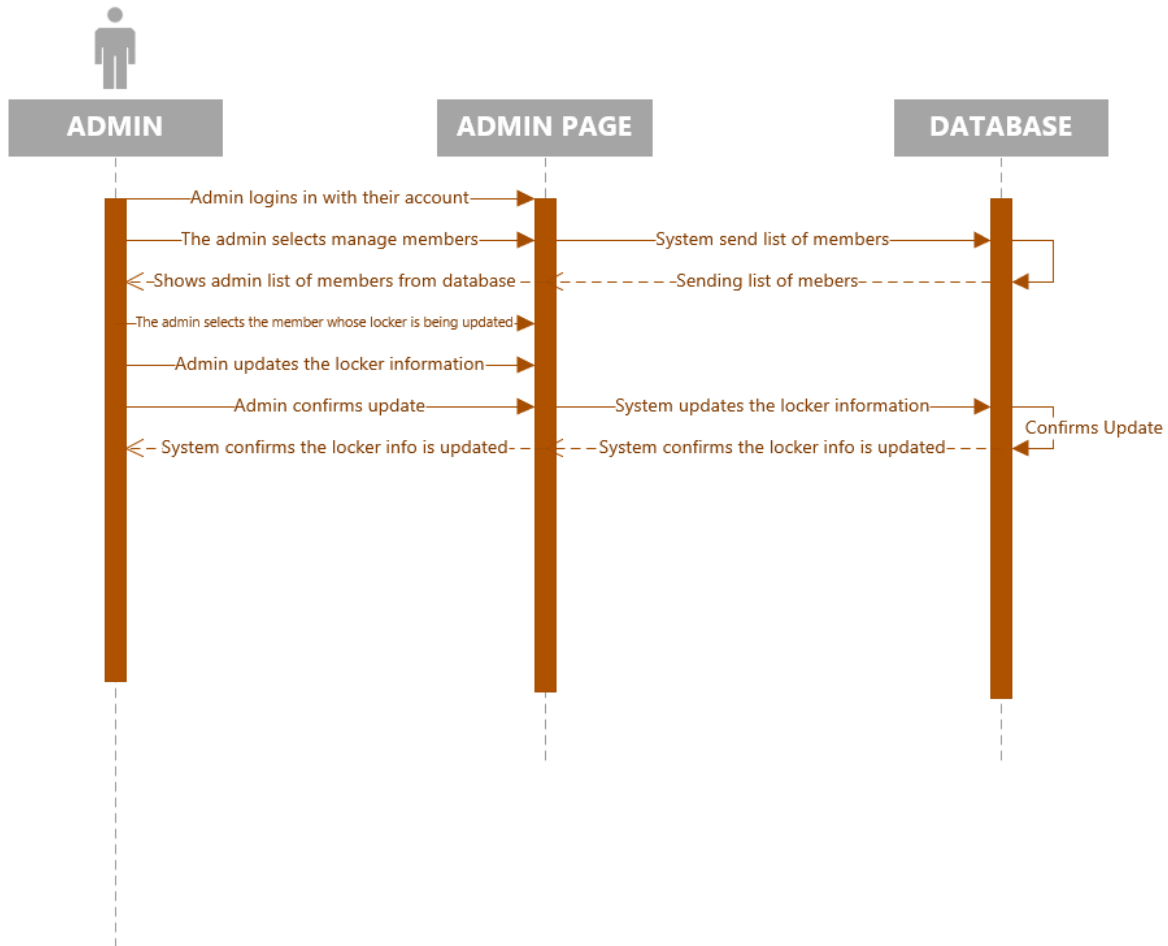 ADMIN
ADMIN PAGE
DATABASE
Admin logins in with their account
The admin selects manage members
System send list of members
Shows admin list of members from database
Sending list of mebers
The admin selects the member whose locker is being updated
Admin updates the locker information
Admin confirms update
System updates the locker information
Confirms Update
System confirms the locker info is updated
System confirms the locker info is updated